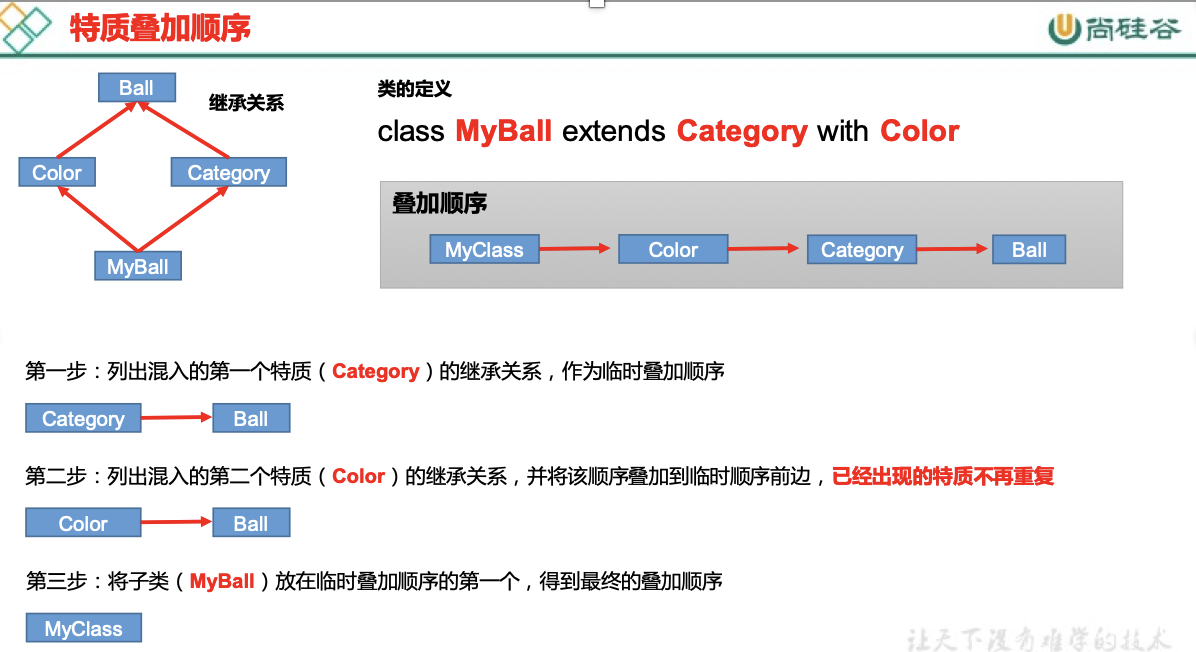 特质叠加顺序
尚硅谷
Ball
继承关系
Color
Category
MyBall
类的定义
class MyBall extends Category with Color
叠加顺序
MyClass
Color
Category
Ball
第一步：列出混入的第一个特质（Category）的继承关系，作为临时叠加顺序
Category
Ball
第二步：列出混入的第二个特质（Color）的继承关系，并将该顺序叠加到临时顺序前边，已经出现的特质不再重复
Color
Ball
第三步：将子类（MyBall）放在临时叠加顺序的第一个，得到最终的叠加顺序
MyClass
让天下没有难学的技术